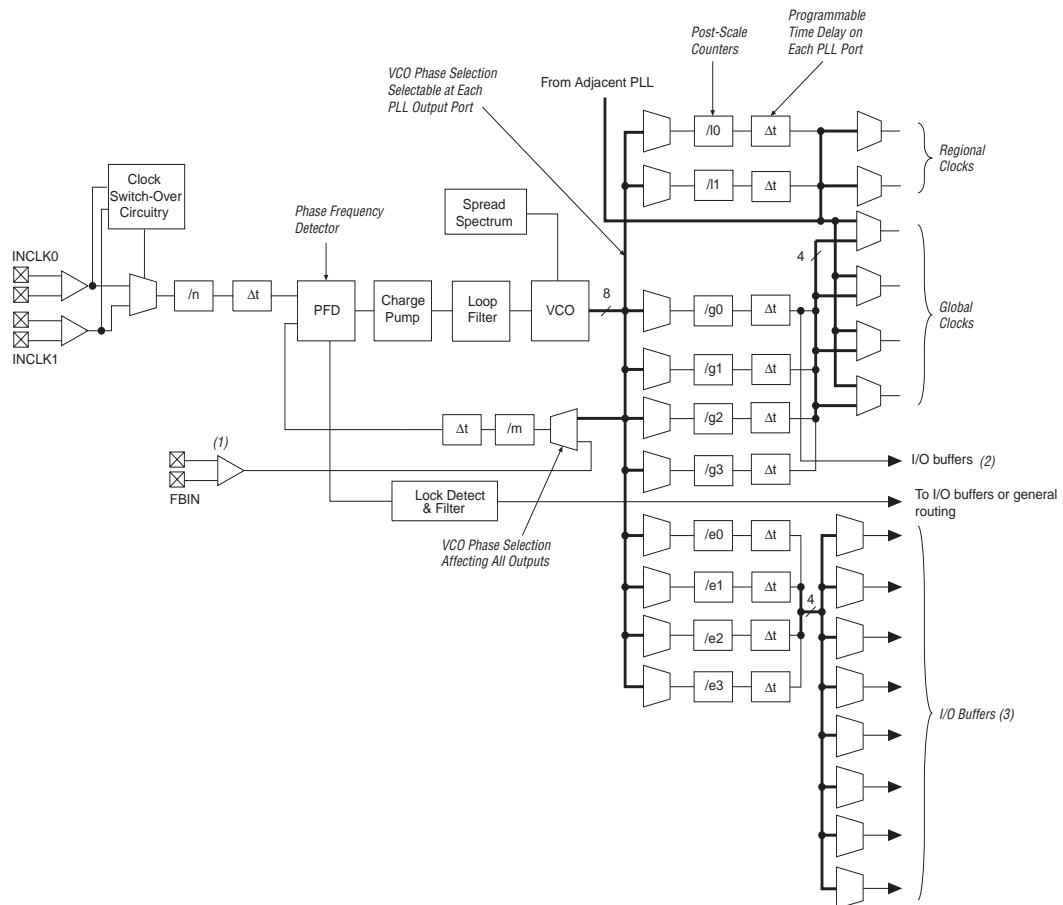 Post-Scale
Counters
Programmable
Time Delay on
Each PLL Port
VCO Phase Selection
Selectable at Each
PLL Output Port
From Adjacent PLL
/l0
Δt
/l1
Δt
Regional
Clocks
Clock
Switch-Over
Circuitry
Phase Frequency
Detector
Spread
Spectrum
4
INCLK0
INCLK1
/n
Δt
PFD
Charge
Pump
Loop
Filter
VCO
8
/g0
Δt
Global
Clocks
/g1
Δt
Δt
/m
/g2
Δt
(1)
FBIN
/g3
Δt
I/O buffers (2)
Lock Detect
& Filter
To I/O buffers or general
routing
VCO Phase Selection
Affecting All Outputs
/e0
Δt
/e1
Δt
4
/e2
Δt
/e3
Δt
I/O Buffers (3)